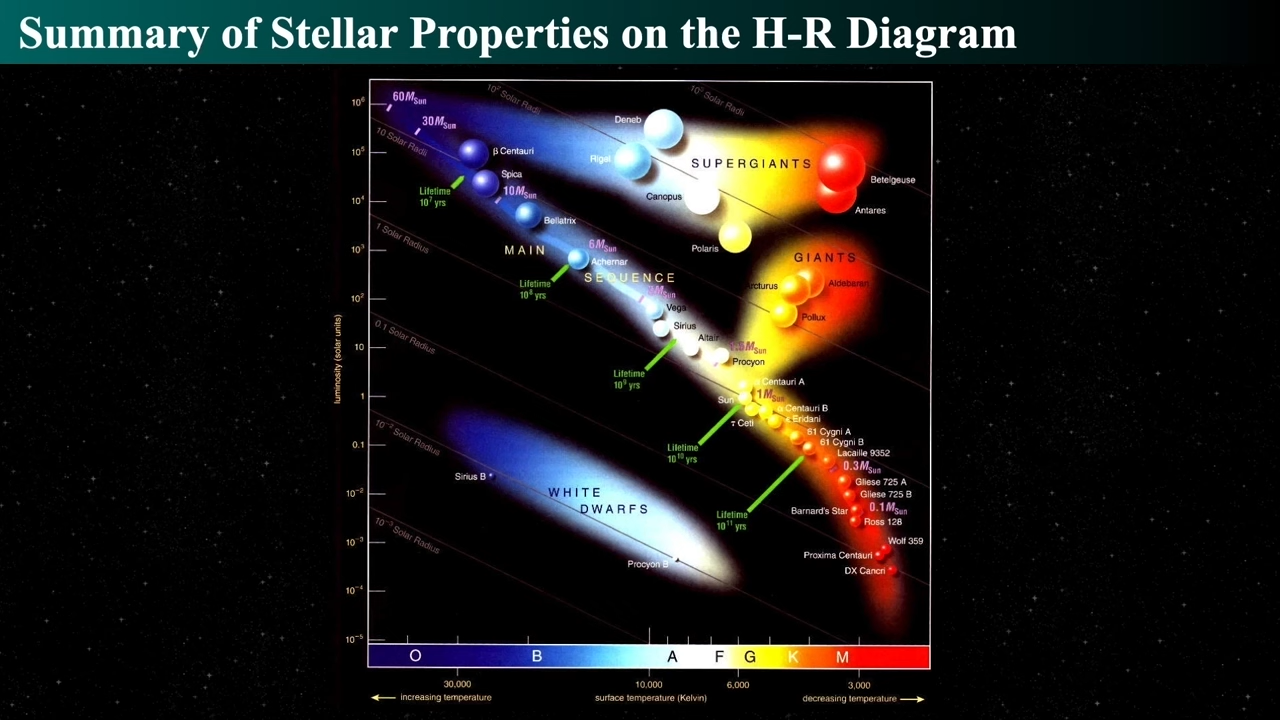 Summary of Stellar Properties on the H-R Diagram
10⁶
10⁵
10⁴
10³
10²
10
1
0.1
10⁻²
10⁻³
10⁻⁴
10⁻⁵
luminosity (solar units)
60MSun
30MSun
10 Solar Radii
10² Solar Radii
10³ Solar Radii
β Centauri
Spica
10MSun
Lifetime
10⁷ yrs
Bellatrix
Deneb
Rigel
SUPERGIANTS
Canopus
Polaris
Betelgeuse
Antares
1 Solar Radius
MAIN
SEQUENCE
6MSun
Achernar
Lifetime
10⁸ yrs
GIANTS
Arcturus
Aldebaran
Pollux
3MSun
Vega
Sirius
Altair
1.5MSun
Procyon
Lifetime
10⁹ yrs
0.1 Solar Radius
α Centauri A
1MSun
Sun
α Centauri B
τ Ceti
ε Eridani
61 Cygni A
61 Cygni B
Lacaille 9352
0.3MSun
Gliese 725 A
Gliese 725 B
0.1MSun
Barnard's Star
Ross 128
Wolf 359
Proxima Centauri
DX Cancri
Lifetime
10¹⁰ yrs
Lifetime
10¹¹ yrs
10⁻² Solar Radius
Sirius B
WHITE
DWARFS
Procyon B
10⁻³ Solar Radius
O B A F G K M
30,000 10,000 6,000 3,000
increasing temperature surface temperature (Kelvin) decreasing temperature